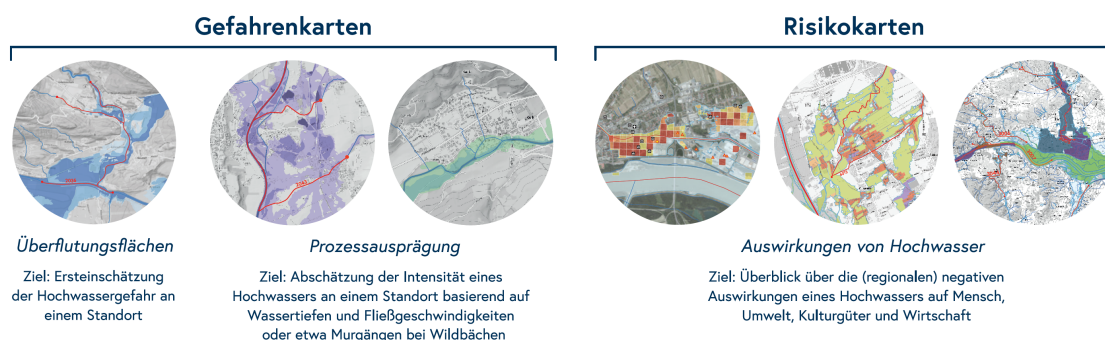 Gefahrenkarten
Risikokarten
Überflutungsflächen
Ziel: Ersteinschätzung
der Hochwassergefahr an
einem Standort
Prozessausprägung
Ziel: Abschätzung der Intensität eines
Hochwassers an einem Standort basierend auf
Wassertiefen und Fließgeschwindigkeiten
oder etwa Murgängen bei Wildbächen
Auswirkungen von Hochwasser
Ziel: Überblick über die (regionalen) negativen
Auswirkungen eines Hochwassers auf Mensch,
Umwelt, Kulturgüter und Wirtschaft